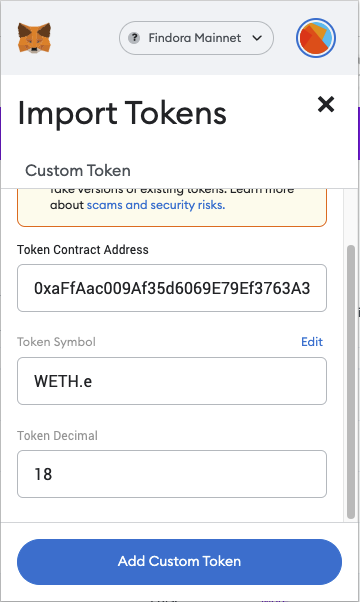 Findora Mainnet
Import Tokens
Custom Token
fake versions of existing tokens. Learn more
about scams and security risks.
Token Contract Address
0xaFfAac009Af35d6069E79Ef3763A3
Token Symbol
Edit
WETH.e
Token Decimal
18
Add Custom Token